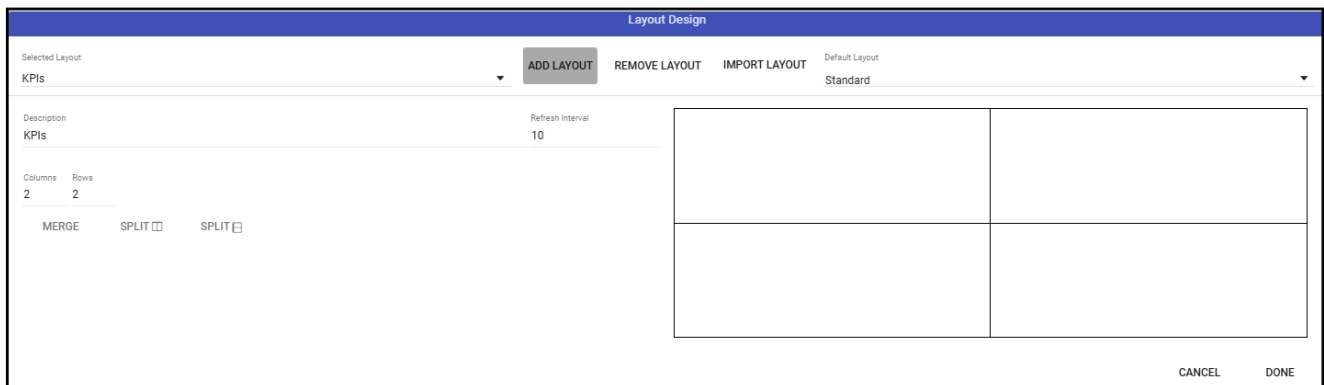 Layout Design
Selected Layout
KPIs
ADD LAYOUT REMOVE LAYOUT IMPORT LAYOUT
Default Layout
Standard
Description
KPIs
Refresh Interval
10
Columns Rows
2 2
MERGE SPLIT SPLIT
CANCEL DONE